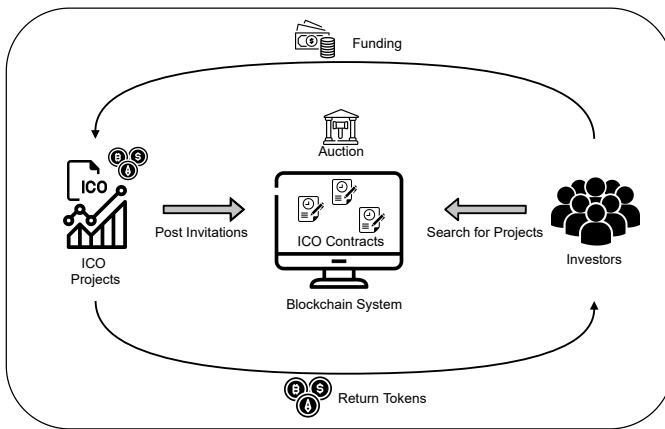 Funding
Auction
ICO
ICO Contracts
Post Invitations
Search for Projects
ICO
Projects
Investors
Blockchain System
Return Tokens